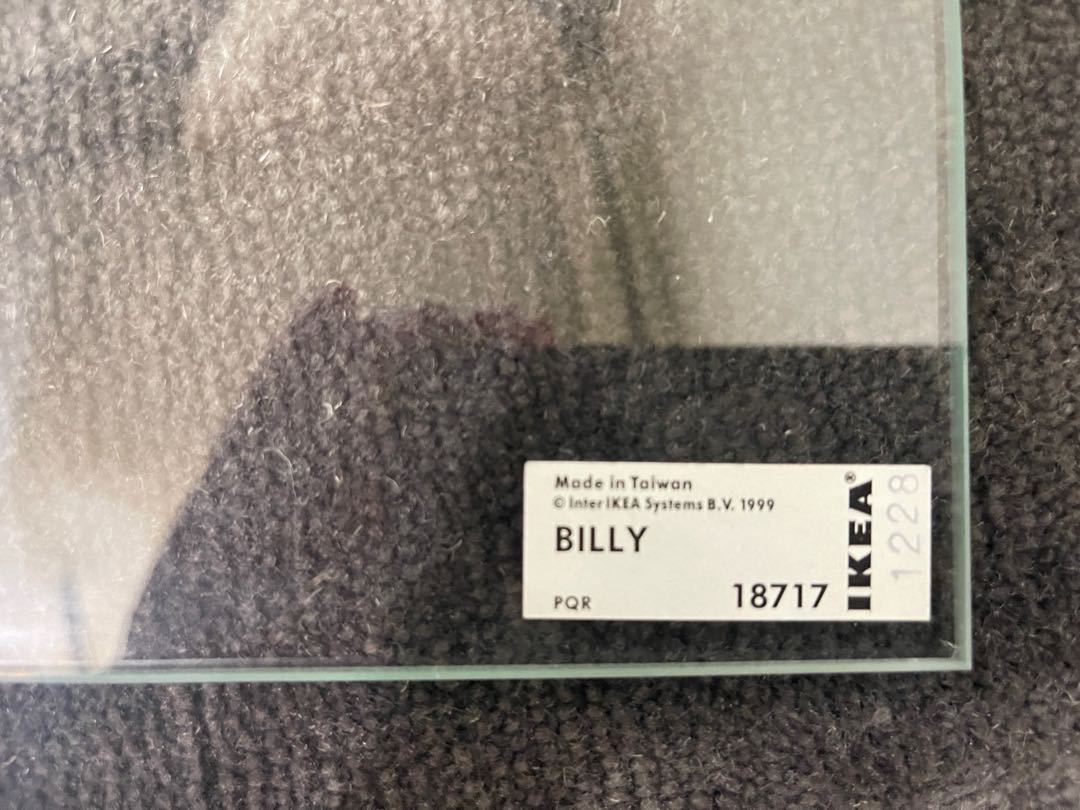 Made in Taiwan
© Inter IKEA Systems B.V. 1999
BILLY
PQR
18717
IKEA®
1228